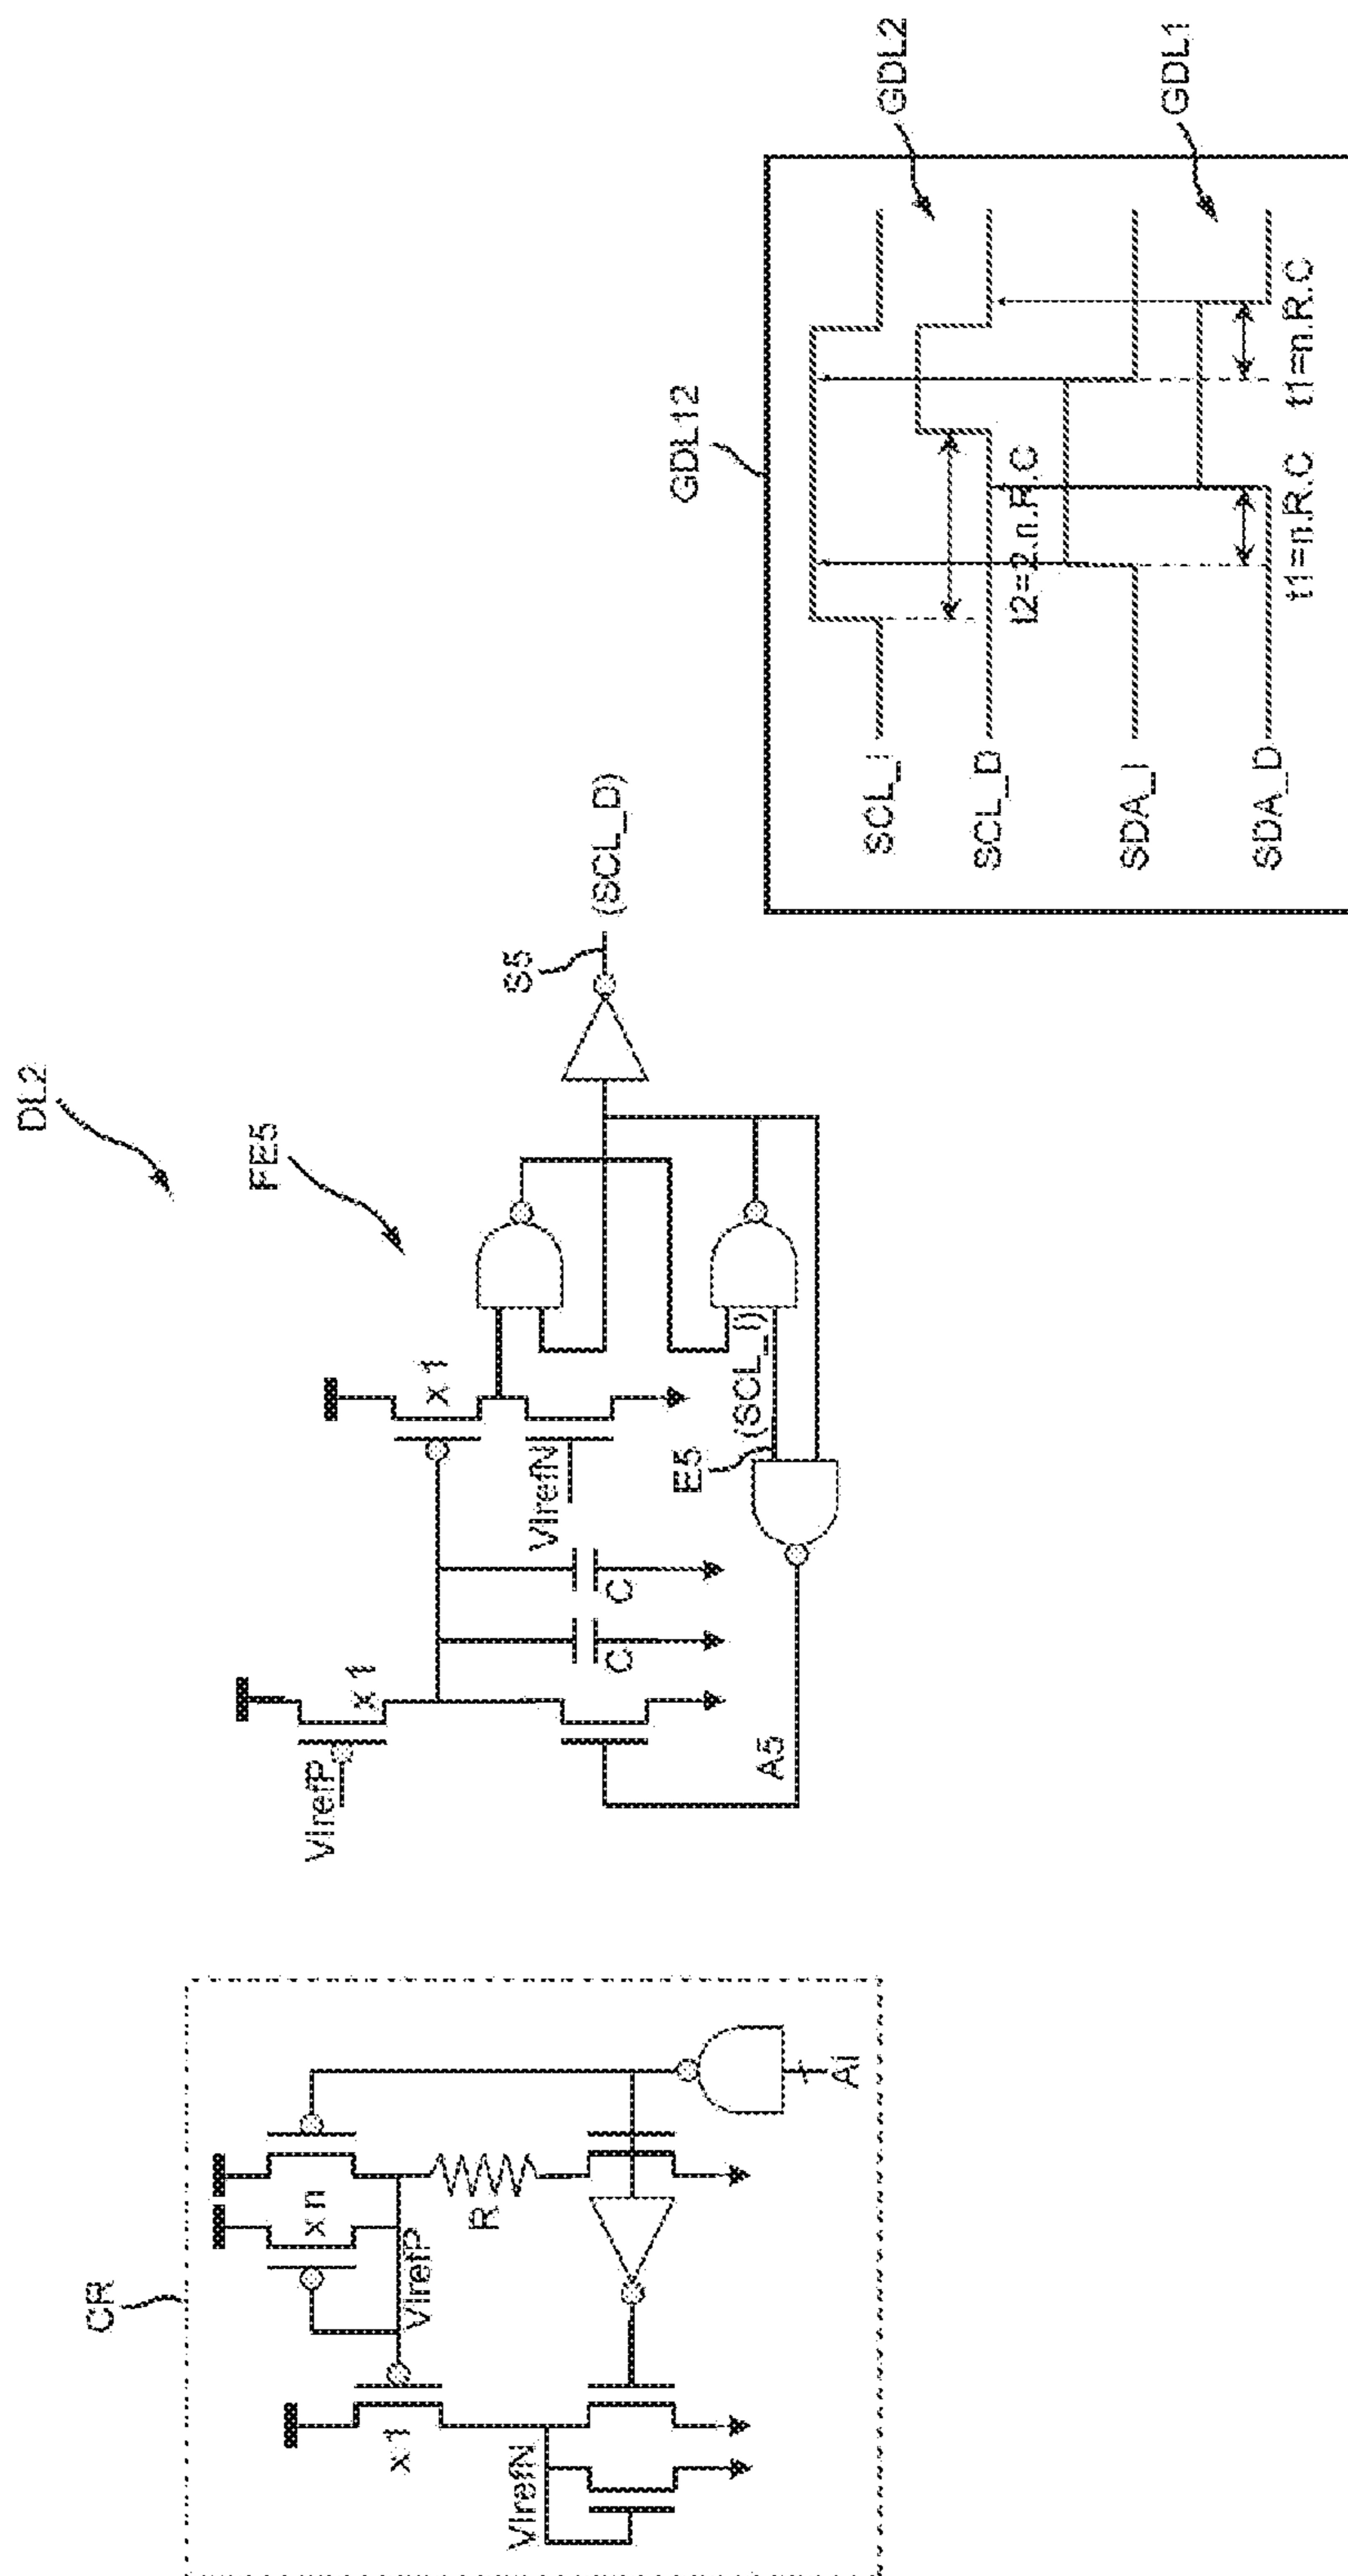 DL2
CR
x n
x 1
VIrefP
R
VIrefN
AI
VIrefP
x 1
C
C
A5
FE5
x 1
VIrefN
E5
(SCL_I)
S5
(SCL_D)
GDL12
GDL2
GDL1
SCL_I
SCL_D
t2=2.n.R.C
SDA_I
SDA_D
t1=n.R.C
t1=n.R.C